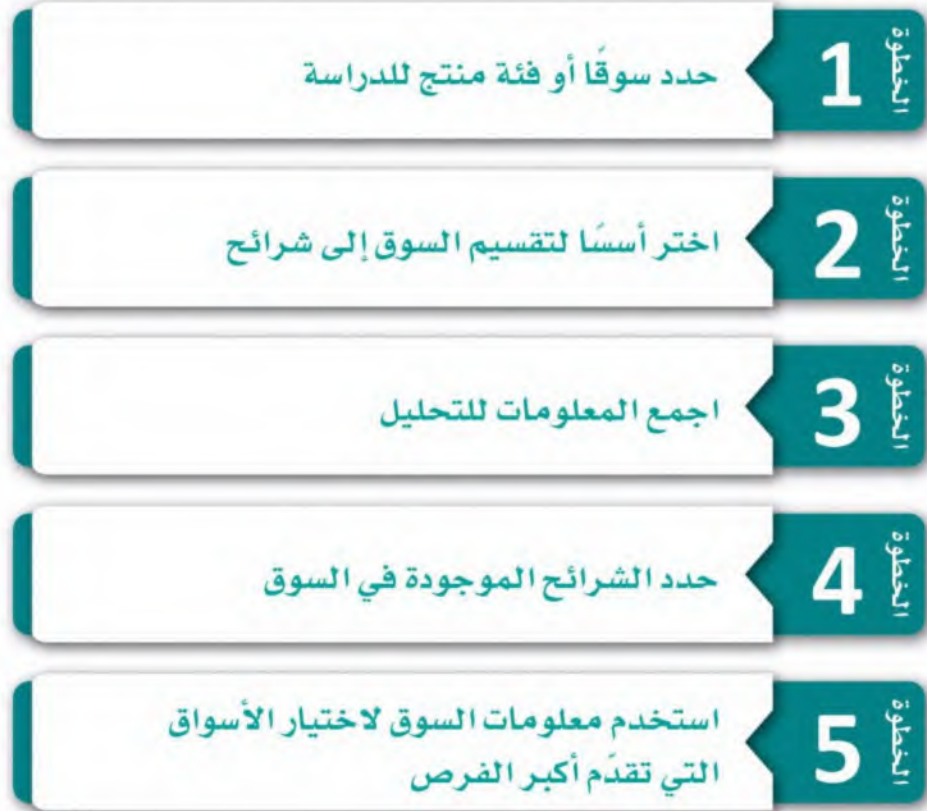 الخطوة
1
حدد سوقًا أو فئة منتج للدراسة
الخطوة
2
اختر أسسًا لتقسيم السوق إلى شرائح
الخطوة
3
اجمع المعلومات للتحليل
الخطوة
4
حدد الشرائح الموجودة في السوق
الخطوة
5
استخدم معلومات السوق لاختيار الأسواق
التي تقدّم أكبر الفرص